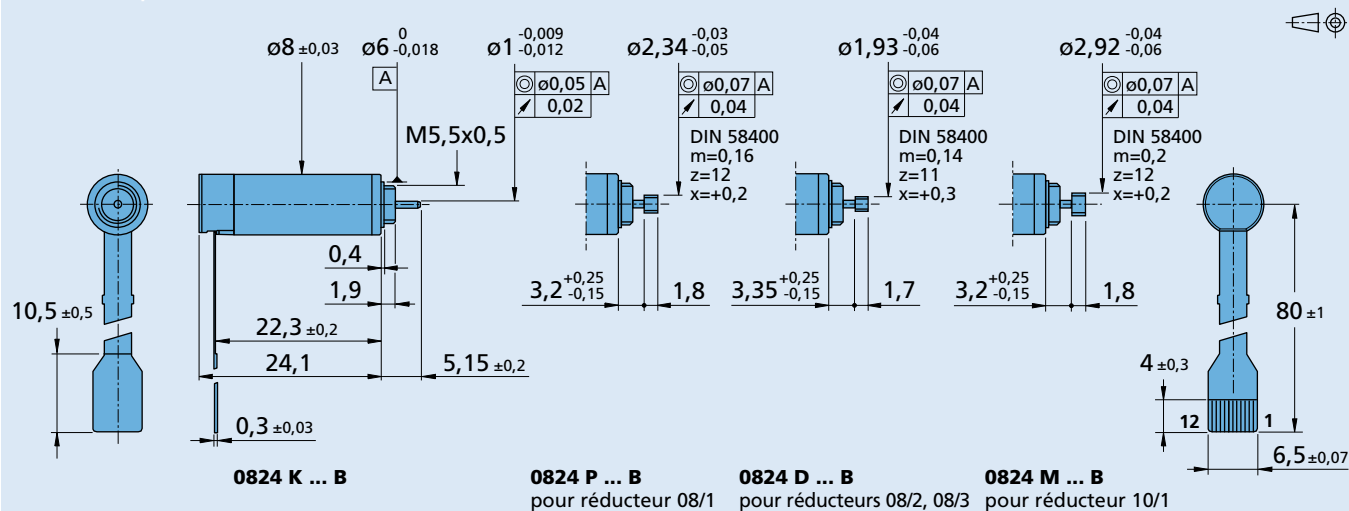 ø8 ±0,03
ø6 0 -0,018
A
ø1 -0,009 -0,012
ø0,05 A
0,02
ø2,34 -0,03 -0,05
ø0,07 A
0,04
ø1,93 -0,04 -0,06
ø0,07 A
0,04
ø2,92 -0,04 -0,06
ø0,07 A
0,04
M5,5x0,5
DIN 58400
m=0,16
z=12
x=+0,2
DIN 58400
m=0,14
z=11
x=+0,3
DIN 58400
m=0,2
z=12
x=+0,2
0,4
1,9
10,5 ±0,5
22,3 ±0,2
24,1
5,15 ±0,2
0,3 ±0,03
3,2 +0,25 -0,15
1,8
3,35 +0,25 -0,15
1,7
3,2 +0,25 -0,15
1,8
80 ±1
4 ±0,3
12
1
6,5 ±0,07
0824 K ... B
0824 P ... B
pour réducteur 08/1
0824 D ... B
pour réducteurs 08/2, 08/3
0824 M ... B
pour réducteur 10/1